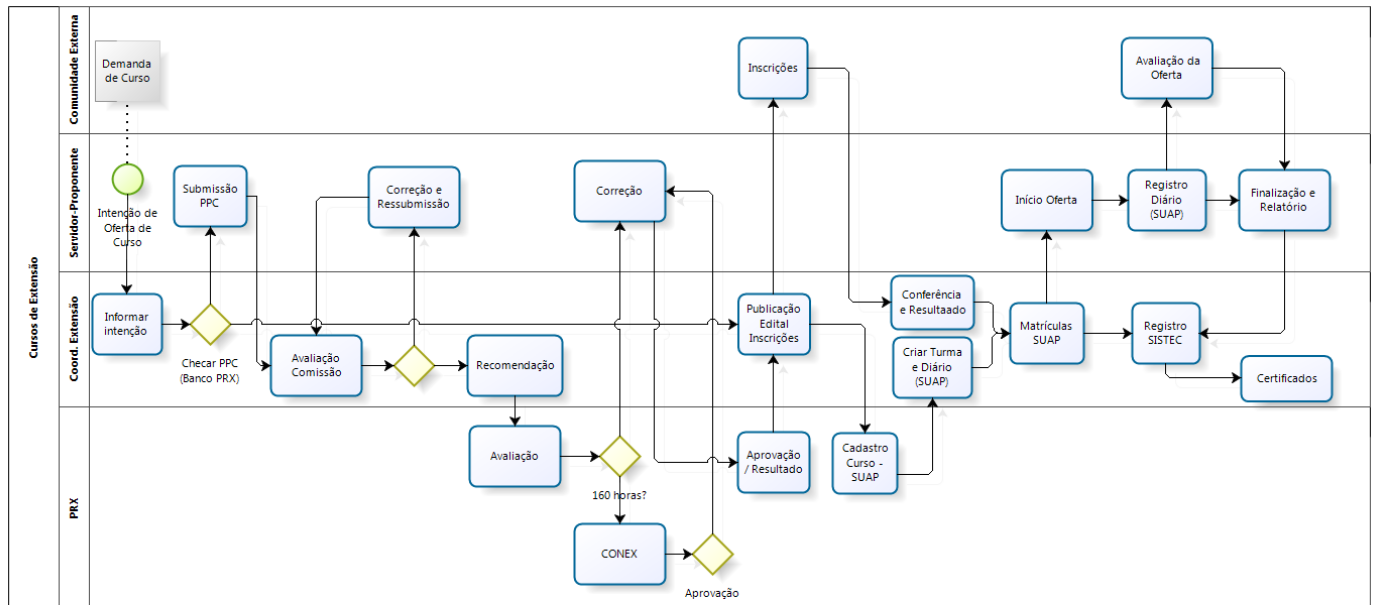 Cursos de Extensão
Comunidade Externa
Demanda
de Curso
Inscrições
Avaliação da
Oferta
Servidor-Proponente
Intenção de
Oferta de
Curso
Submissão
PPC
Correção e
Ressubmissão
Correção
Início Oferta
Registro
Diário
(SUAP)
Finalização e
Relatório
Coord. Extensão
Informar
intenção
Checar PPC
(Banco PRX)
Avaliação
Comissão
Recomendação
Publicação
Edital
Inscrições
Conferência
e Resultaado
Criar Turma
e Diário
(SUAP)
Matrículas
SUAP
Registro
SISTEC
Certificados
PRX
Avaliação
160 horas?
CONEX
Aprovação
Aprovação
/ Resultado
Cadastro
Curso -
SUAP